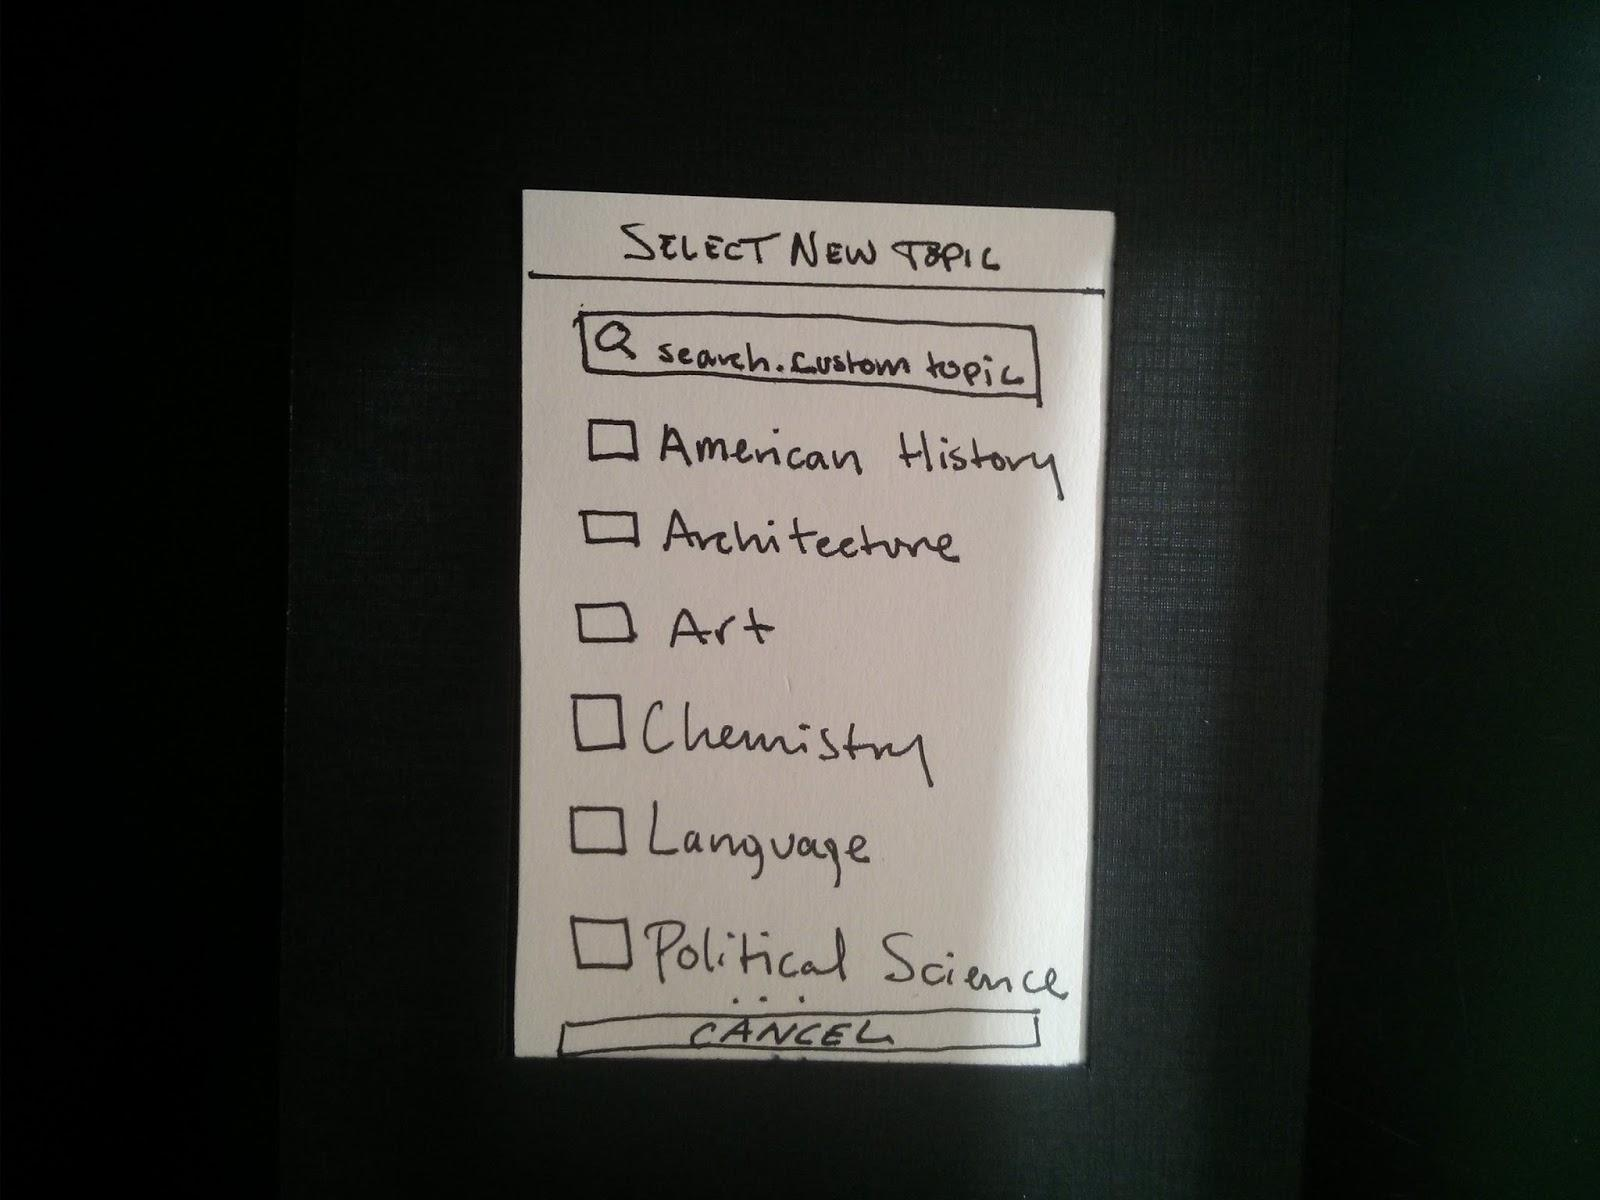 SELECT NEW TOPIC
search.custom topic
American History
Architecture
Art
Chemistry
Language
Political Science
...
CANCEL